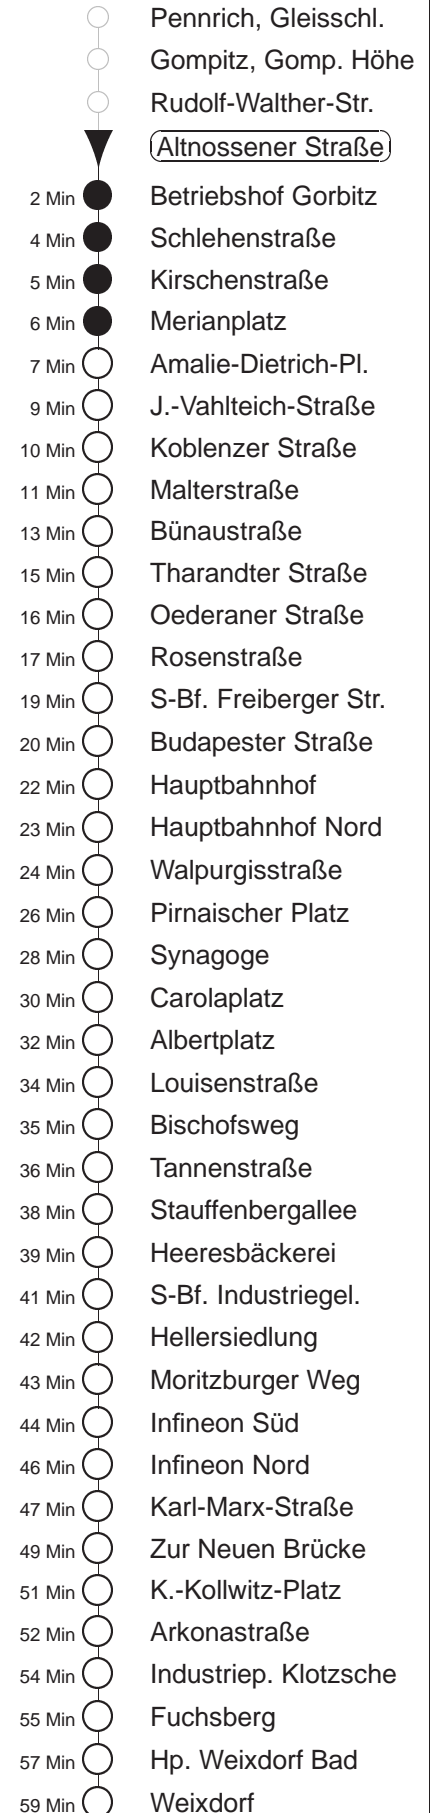 Pennrich, Gleisschl.
Gompitz, Gomp. Höhe
Rudolf-Walther-Str.
Altnossener Straße
2 Min Betriebshof Gorbitz
4 Min Schlehenstraße
5 Min Kirschenstraße
6 Min Merianplatz
7 Min Amalie-Dietrich-Pl.
9 Min J.-Vahlteich-Straße
10 Min Koblenzer Straße
11 Min Malterstraße
13 Min Bünaustraße
15 Min Tharandter Straße
16 Min Oederaner Straße
17 Min Rosenstraße
19 Min S-Bf. Freiberger Str.
20 Min Budapester Straße
22 Min Hauptbahnhof
23 Min Hauptbahnhof Nord
24 Min Walpurgisstraße
26 Min Pirnaischer Platz
28 Min Synagoge
30 Min Carolaplatz
32 Min Albertplatz
34 Min Louisenstraße
35 Min Bischofsweg
36 Min Tannenstraße
38 Min Stauffenbergallee
39 Min Heeresbäckerei
41 Min S-Bf. Industriegel.
42 Min Hellersiedlung
43 Min Moritzburger Weg
44 Min Infineon Süd
46 Min Infineon Nord
47 Min Karl-Marx-Straße
49 Min Zur Neuen Brücke
51 Min K.-Kollwitz-Platz
52 Min Arkonastraße
54 Min Industriep. Klotzsche
55 Min Fuchsberg
57 Min Hp. Weixdorf Bad
59 Min Weixdorf